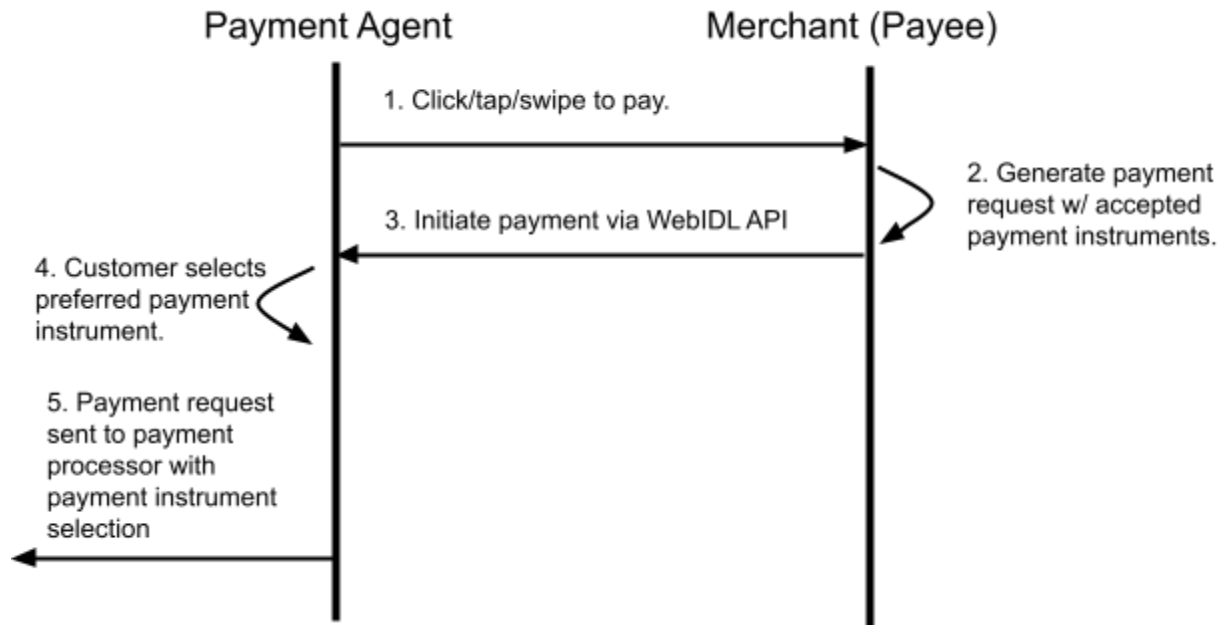 Payment Agent
Merchant (Payee)
1. Click/tap/swipe to pay.
2. Generate payment
request w/ accepted
payment instruments.
3. Initiate payment via WebIDL API
4. Customer selects
preferred payment
instrument.
5. Payment request
sent to payment
processor with
payment instrument
selection